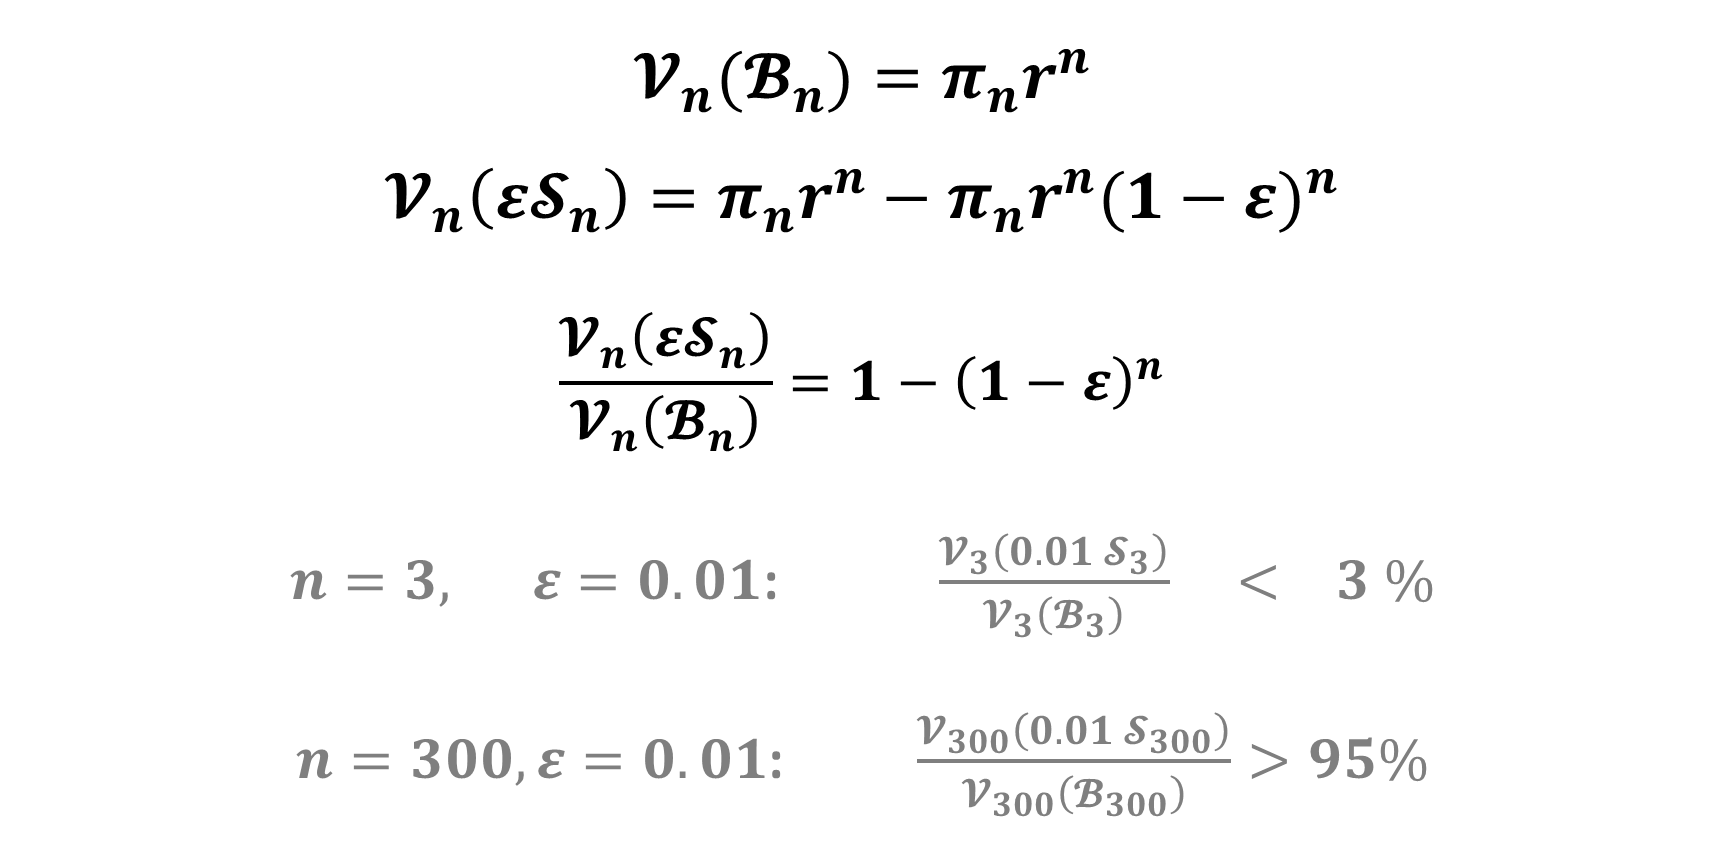 𝓥ₙ(𝓑ₙ) = πₙrⁿ
𝓥ₙ(ε𝓢ₙ) = πₙrⁿ − πₙrⁿ(1 − ε)ⁿ
𝓥ₙ(ε𝓢ₙ) / 𝓥ₙ(𝓑ₙ) = 1 − (1 − ε)ⁿ
n = 3, ε = 0.01: 𝓥₃(0.01 𝓢₃) / 𝓥₃(𝓑₃) < 3 %
n = 300, ε = 0.01: 𝓥₃₀₀(0.01 𝓢₃₀₀) / 𝓥₃₀₀(𝓑₃₀₀) > 95%